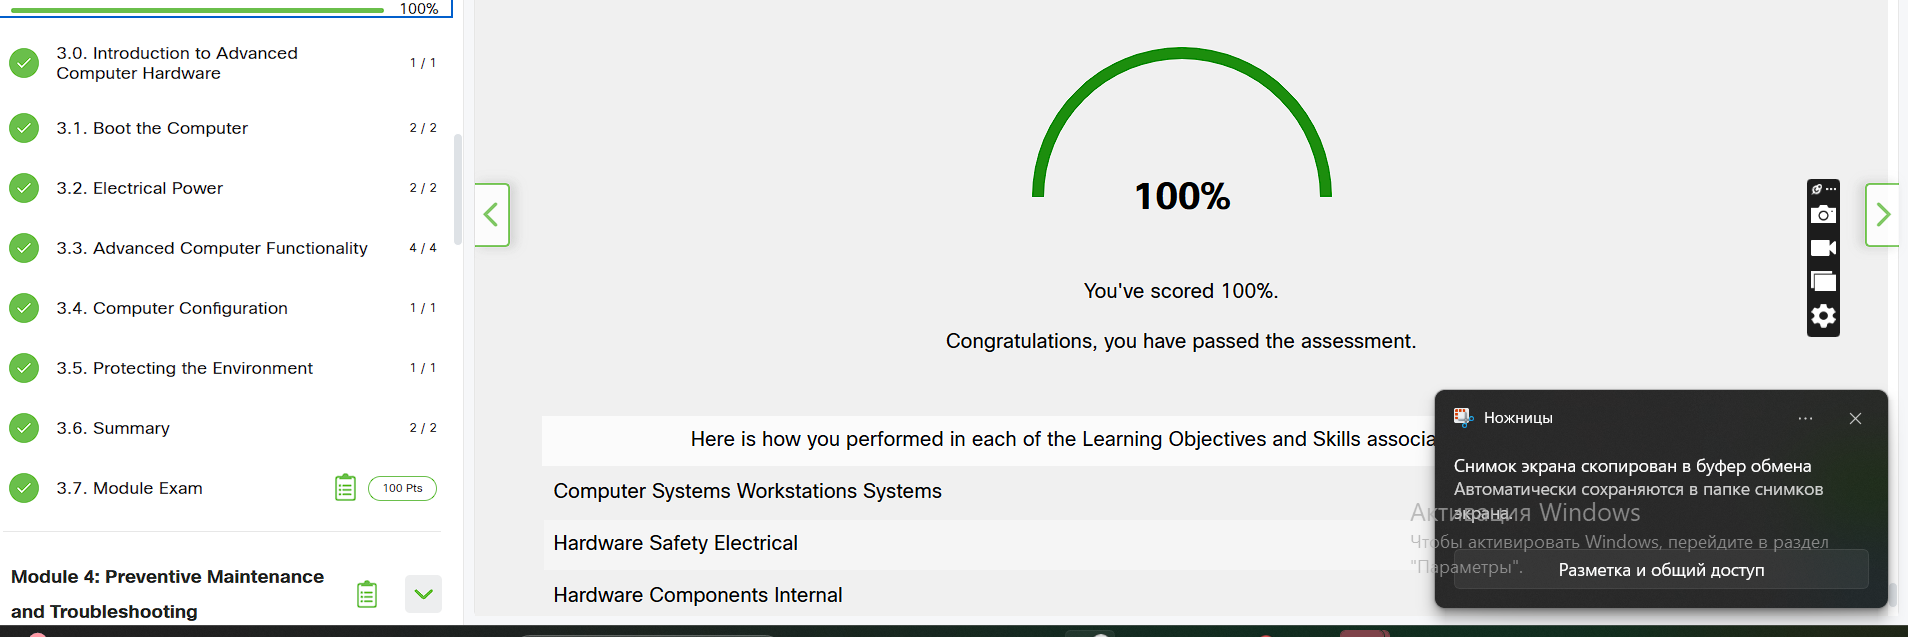 100%
3.0. Introduction to Advanced
Computer Hardware
1 / 1
3.1. Boot the Computer
2 / 2
3.2. Electrical Power
2 / 2
3.3. Advanced Computer Functionality
4 / 4
3.4. Computer Configuration
1 / 1
3.5. Protecting the Environment
1 / 1
3.6. Summary
2 / 2
3.7. Module Exam
100 Pts
Module 4: Preventive Maintenance
and Troubleshooting
100%
You've scored 100%.
Congratulations, you have passed the assessment.
Here is how you performed in each of the Learning Objectives and Skills associa
Computer Systems Workstations Systems
Hardware Safety Electrical
Hardware Components Internal
Ножницы
Снимок экрана скопирован в буфер обмена
Автоматически сохраняются в папке снимков
экрана.
Активация Windows
Чтобы активировать Windows, перейдите в раздел
"Параметры".
Разметка и общий доступ